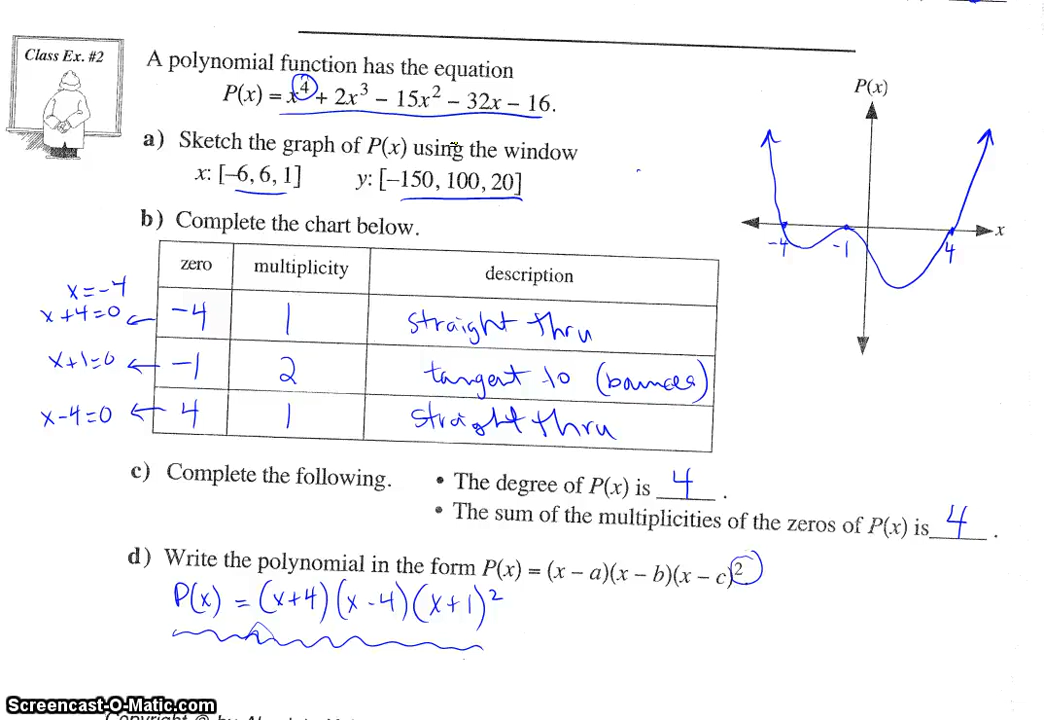 Class Ex. #2
A polynomial function has the equation
P(x) = x⁴ + 2x³ − 15x² − 32x − 16.
P(x)
a) Sketch the graph of P(x) using the window
x: [−6, 6, 1] y: [−150, 100, 20]
x
−4 −1 4
b) Complete the chart below.
zero multiplicity description
x=−4
x+4=0 ← −4 1 straight thru
x+1=0 ← −1 2 tangent to (bounces)
x−4=0 ← 4 1 straight thru
c) Complete the following. • The degree of P(x) is 4.
• The sum of the multiplicities of the zeros of P(x) is 4.
d) Write the polynomial in the form P(x) = (x − a)(x − b)(x − c)²
P(x) = (x+4)(x-4)(x+1)²
Screencast-O-Matic.com